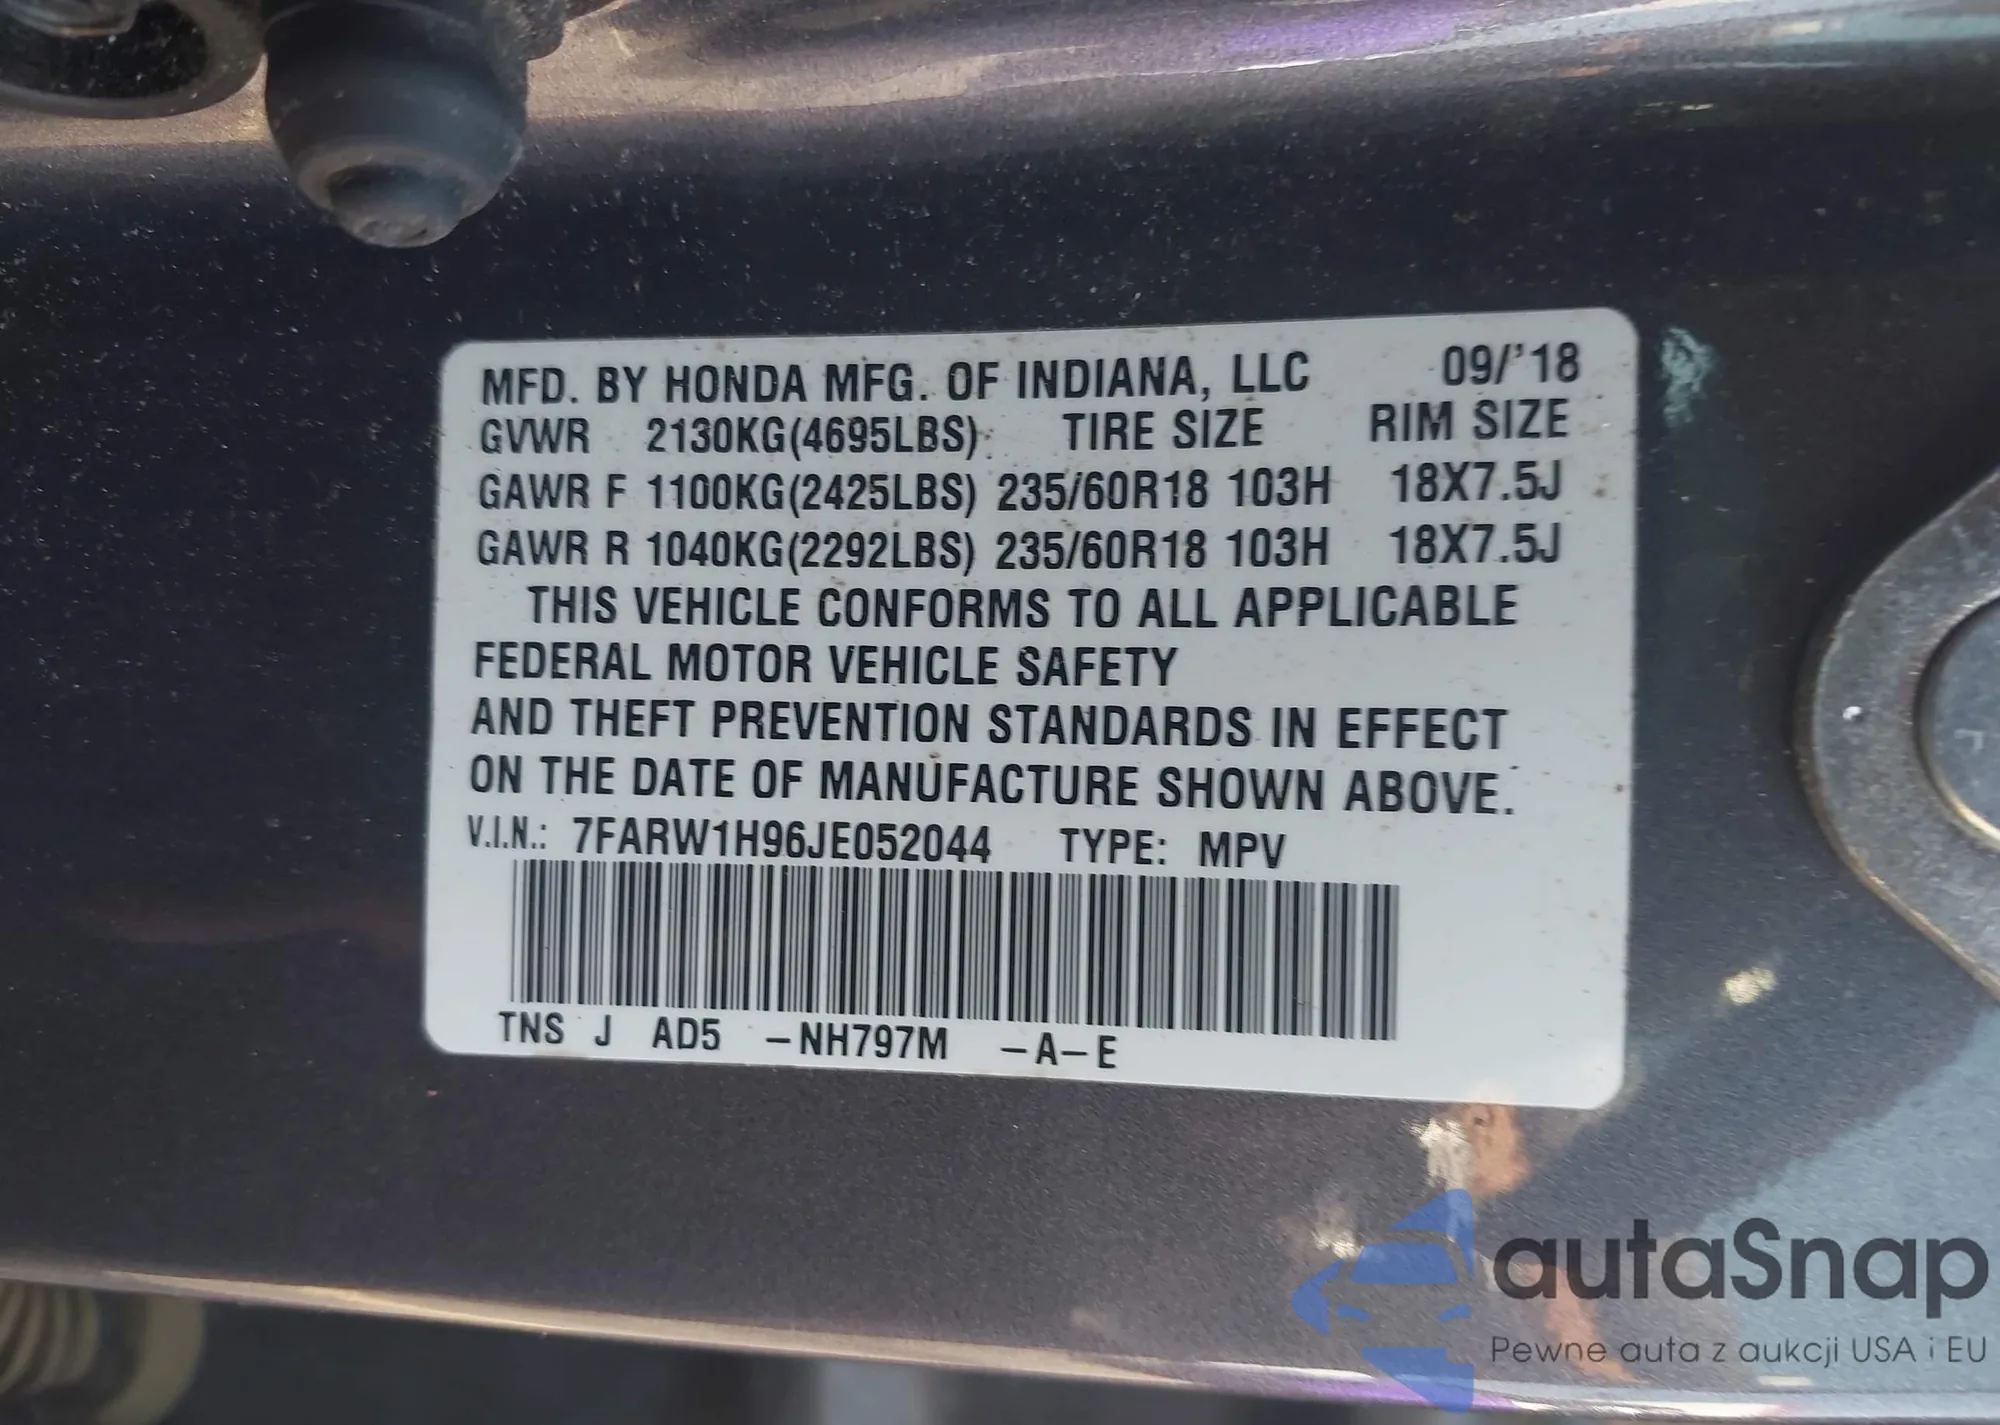 MFD. BY HONDA MFG. OF INDIANA, LLC 09/'18
GVWR 2130KG(4695LBS) TIRE SIZE RIM SIZE
GAWR F 1100KG(2425LBS) 235/60R18 103H 18X7.5J
GAWR R 1040KG(2292LBS) 235/60R18 103H 18X7.5J
THIS VEHICLE CONFORMS TO ALL APPLICABLE
FEDERAL MOTOR VEHICLE SAFETY
AND THEFT PREVENTION STANDARDS IN EFFECT
ON THE DATE OF MANUFACTURE SHOWN ABOVE.
V.I.N.: 7FARW1H96JE052044 TYPE: MPV
TNS J AD5 -NH797M -A-E
autaSnap
Pewne auta z aukcji USA i EU